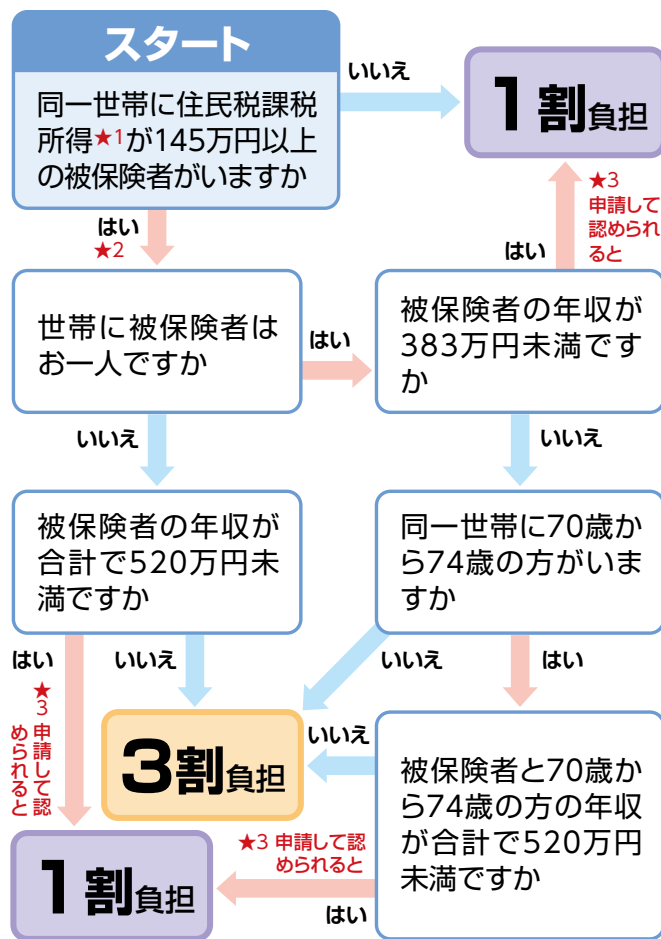 スタート
同一世帯に住民税課税
所得★1が145万円以上
の被保険者がいますか
いいえ
1割負担
はい
★2
★3
申請して
認められ
ると
はい
世帯に被保険者は
お一人ですか
はい
被保険者の年収が
383万円未満です
か
いいえ
いいえ
被保険者の年収が
合計で520万円未
満ですか
同一世帯に70歳か
ら74歳の方がいま
すか
はい
★3 申請して認
められると
いいえ
いいえ
はい
3割負担
いいえ
被保険者と70歳か
ら74歳の方の年収
が合計で520万円
未満ですか
★3 申請して認
められると
はい
1割負担